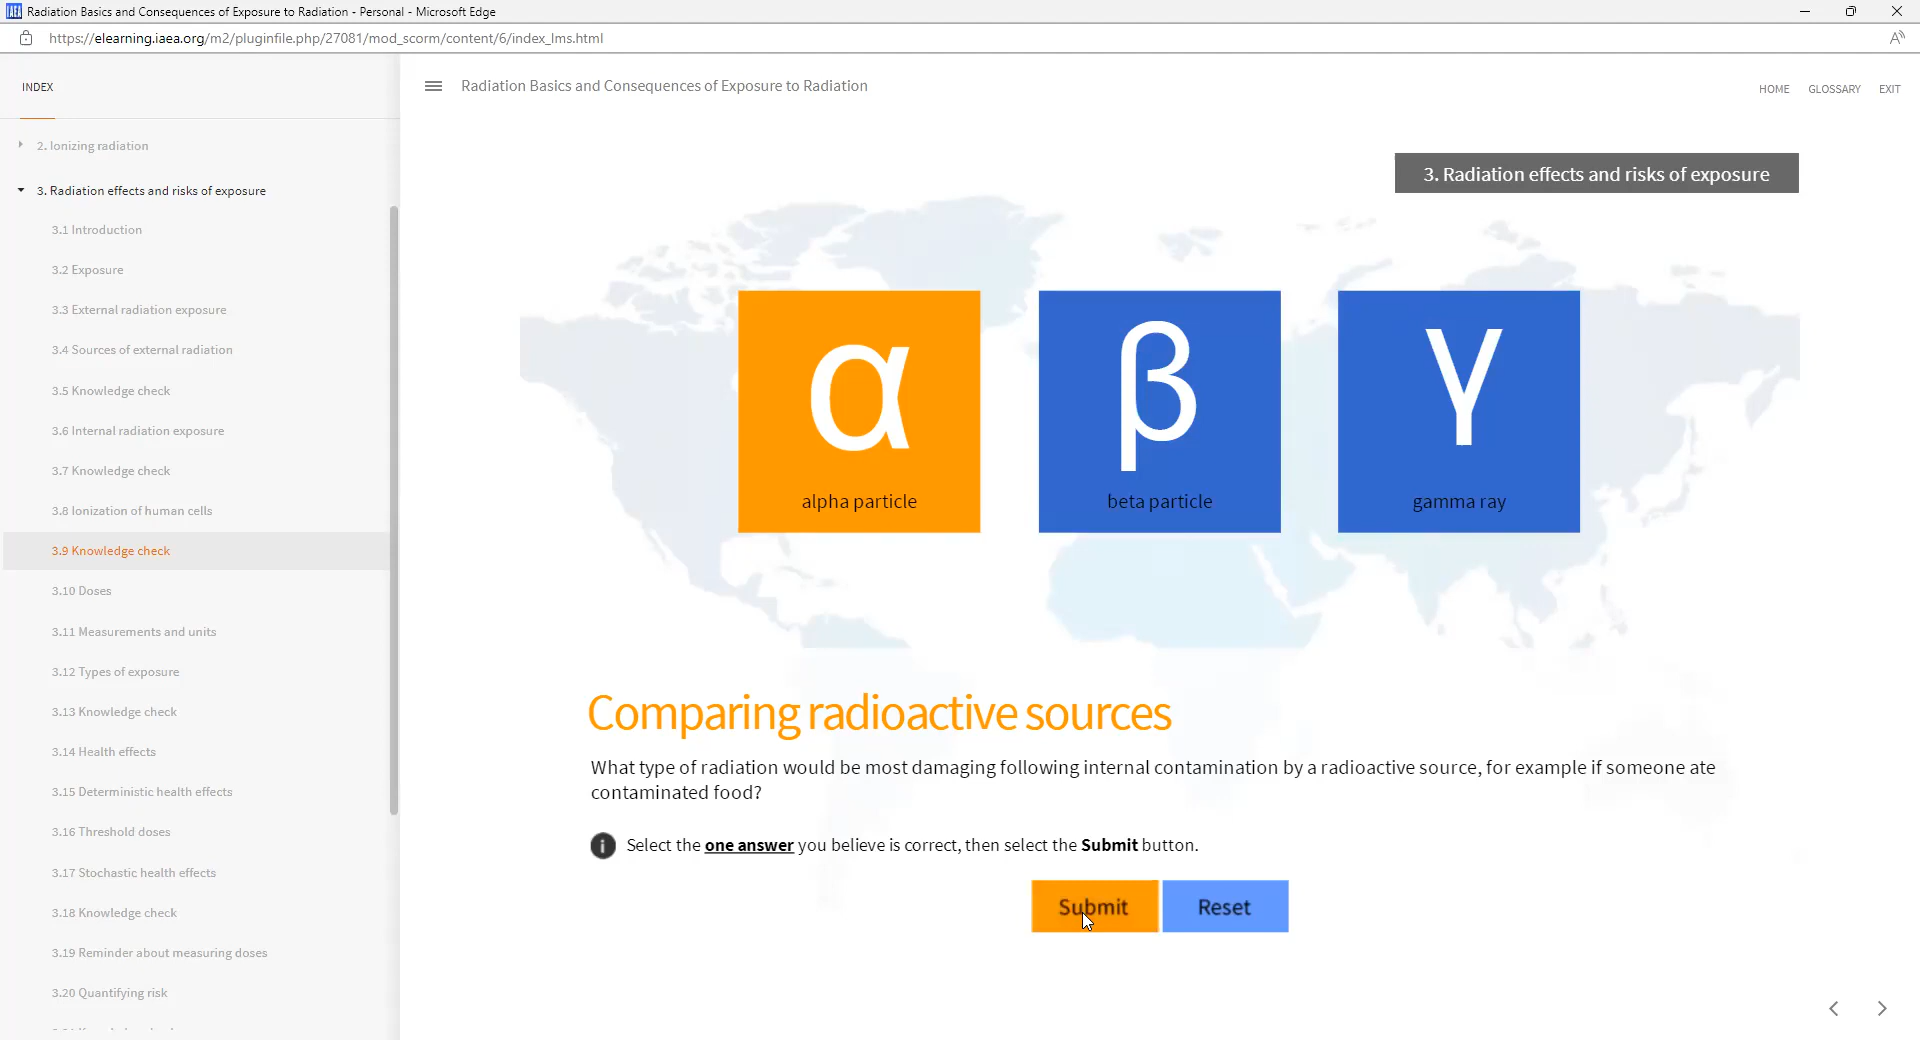 Radiation Basics and Consequences of Exposure to Radiation - Personal - Microsoft Edge
https://elearning.iaea.org/m2/pluginfile.php/27081/mod_scorm/content/6/index_lms.html
INDEX
Radiation Basics and Consequences of Exposure to Radiation
HOME GLOSSARY EXIT
2. Ionizing radiation
3. Radiation effects and risks of exposure
3.1 Introduction
3.2 Exposure
3.3 External radiation exposure
3.4 Sources of external radiation
3.5 Knowledge check
3.6 Internal radiation exposure
3.7 Knowledge check
3.8 Ionization of human cells
3.9 Knowledge check
3.10 Doses
3.11 Measurements and units
3.12 Types of exposure
3.13 Knowledge check
3.14 Health effects
3.15 Deterministic health effects
3.16 Threshold doses
3.17 Stochastic health effects
3.18 Knowledge check
3.19 Reminder about measuring doses
3.20 Quantifying risk
3. Radiation effects and risks of exposure
α β γ
alpha particle beta particle gamma ray
Comparing radioactive sources
What type of radiation would be most damaging following internal contamination by a radioactive source, for example if someone ate
contaminated food?
Select the one answer you believe is correct, then select the Submit button.
Submit Reset